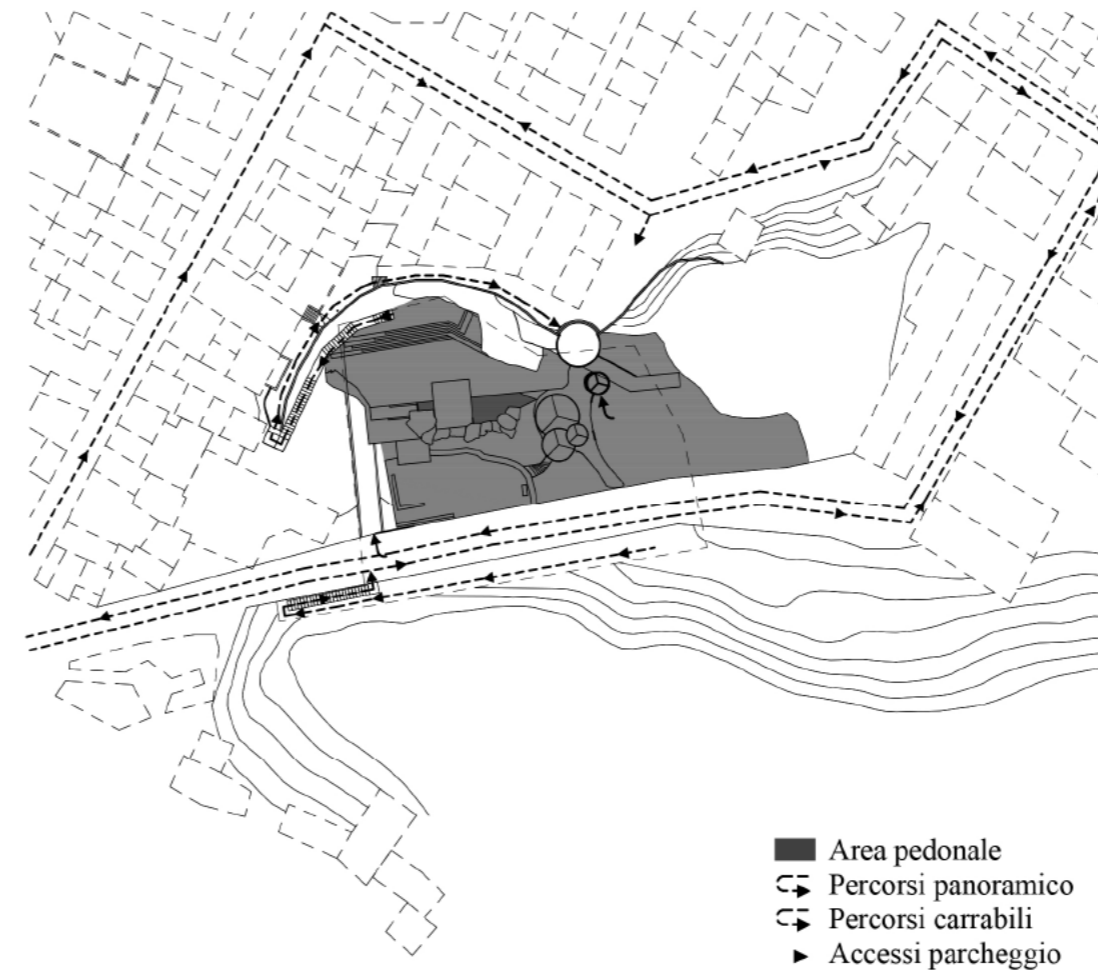 Area pedonale
Percorsi panoramico
Percorsi carrabili
Accessi parcheggio